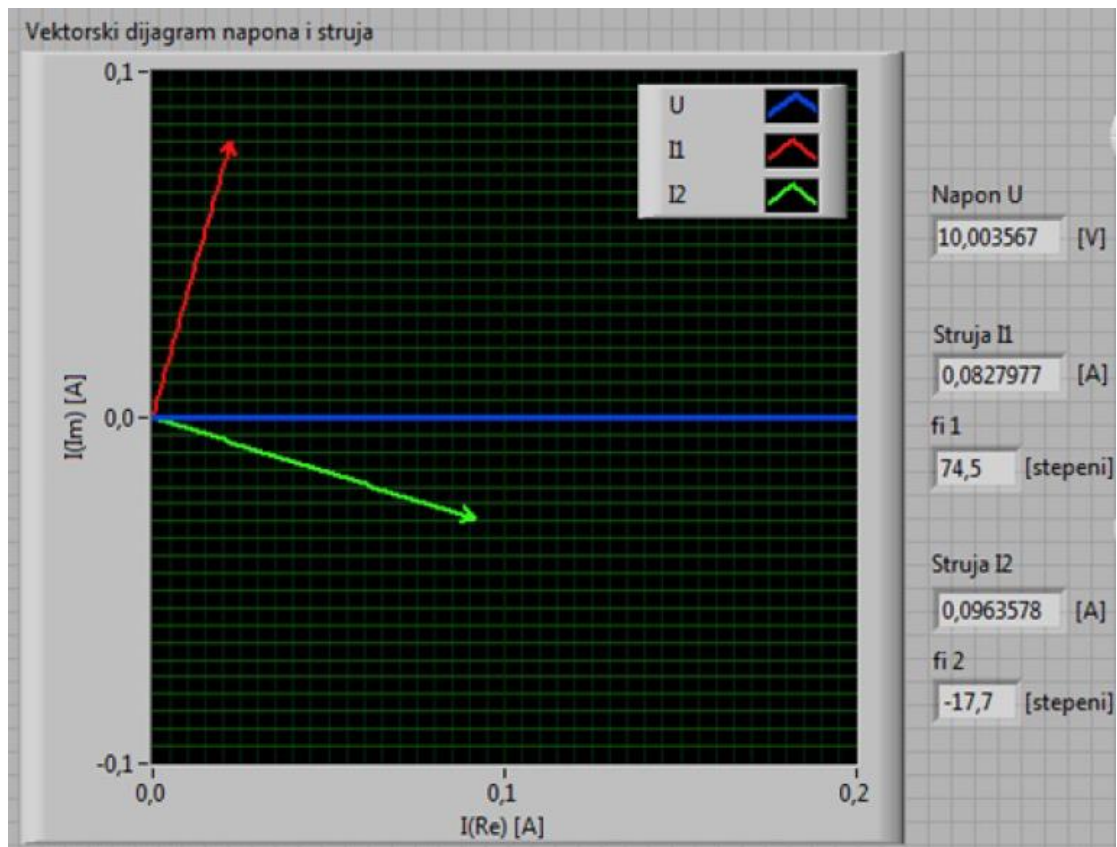 Vektorski dijagram napona i struja
0,1
0,0
-0,1
I(Im) [A]
0,0
0,1
0,2
I(Re) [A]
U
I1
I2
Napon U
10,003567 [V]
Struja I1
0,0827977 [A]
fi 1
74,5 [stepeni]
Struja I2
0,0963578 [A]
fi 2
-17,7 [stepeni]